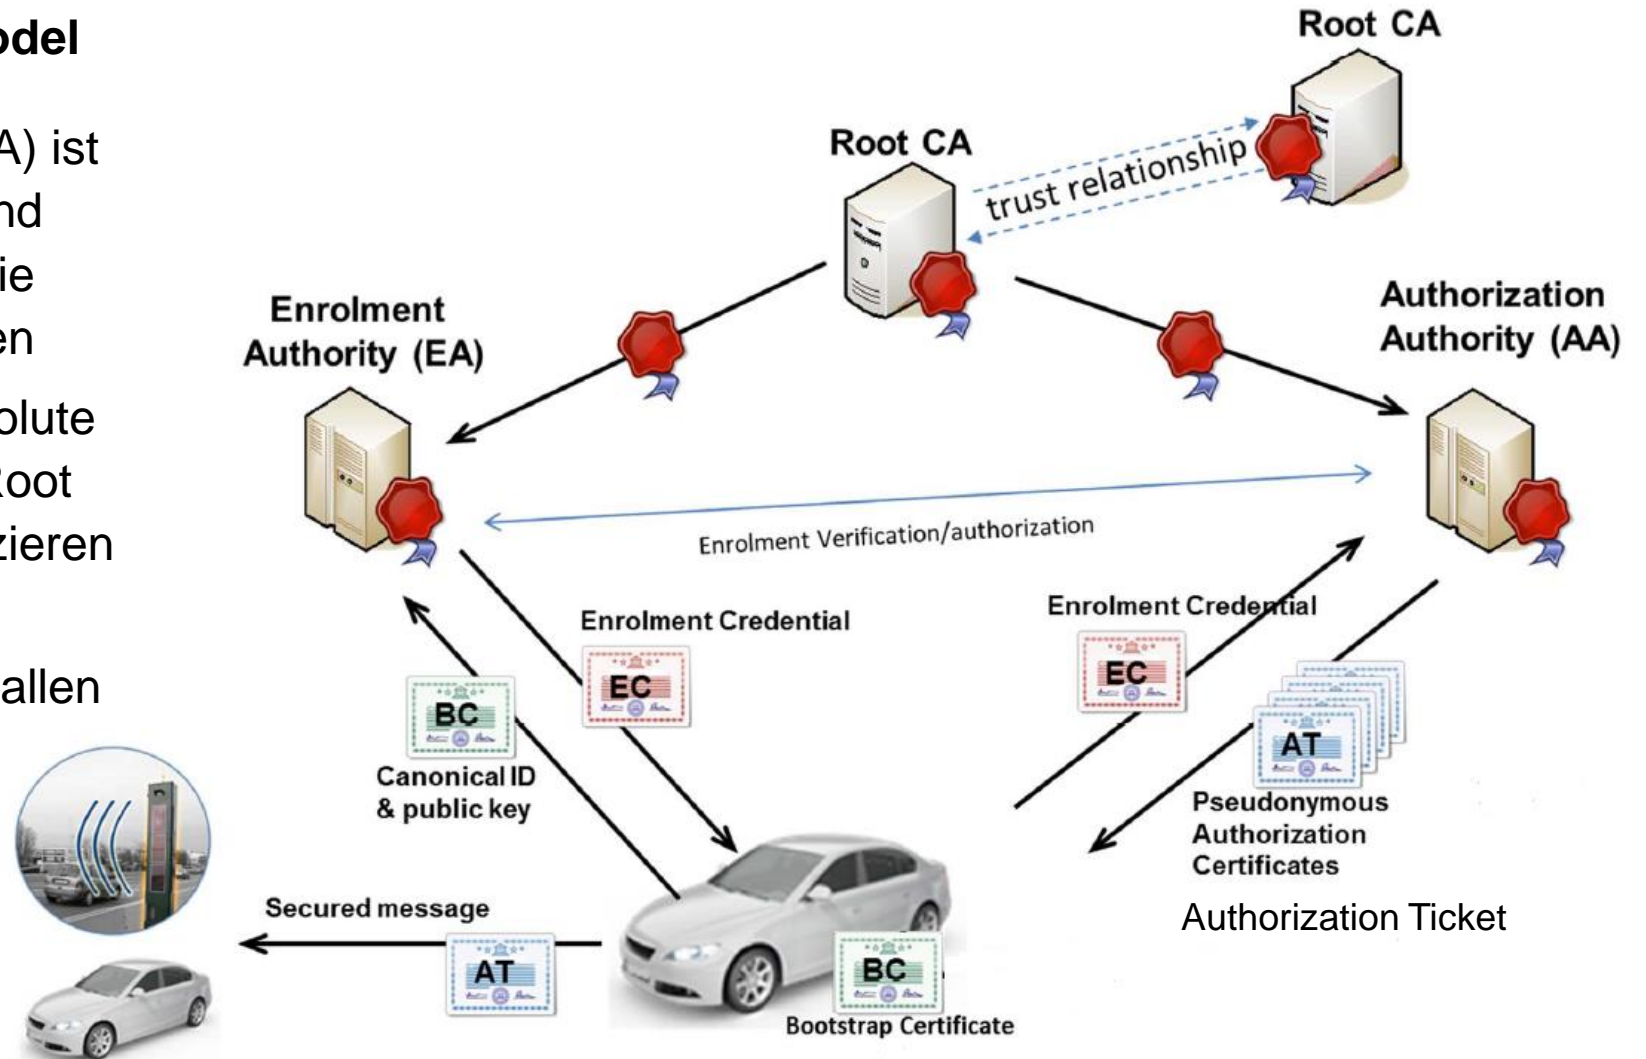 odel
A) ist
nd
ie
en
olute
Root
zieren
allen
Root CA
Root CA
trust relationship
Enrolment
Authority (EA)
Authorization
Authority (AA)
Enrolment Verification/authorization
Enrolment Credential
EC
BC
Canonical ID
& public key
Enrolment Credential
EC
AT
Pseudonymous
Authorization
Certificates
Authorization Ticket
Secured message
AT
BC
Bootstrap Certificate